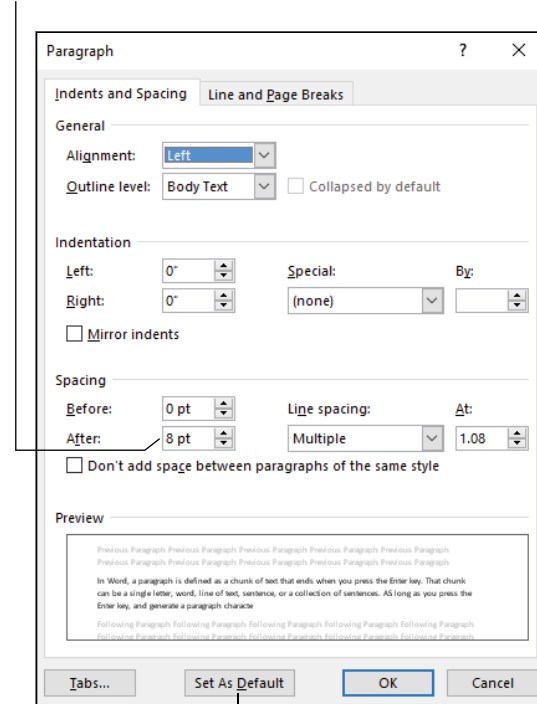 Paragraph ?
Indents and Spacing Line and Page Breaks
General
Alignment: Left
Outline level: Body Text Collapsed by default
Indentation
Left: 0" Special: By:
Right: 0" (none)
Mirror indents
Spacing
Before: 0 pt Line spacing: At:
After: 8 pt Multiple 1.08
Don't add space between paragraphs of the same style
Preview
Previous Paragraph Previous Paragraph Previous Paragraph Previous Paragraph Previous Paragraph
Previous Paragraph Previous Paragraph Previous Paragraph Previous Paragraph Previous Paragraph
In Word, a paragraph is defined as a chunk of text that ends when you press the Enter key. That chunk
can be a single letter, word, line of text, sentence, or a collection of sentences. AS long as you press the
Enter key, and generate a paragraph characte
Following Paragraph Following Paragraph Following Paragraph Following Paragraph Following Paragraph
Following Paragraph Following Paragraph Following Paragraph Following Paragraph Following Paragraph
Tabs... Set As Default OK Cancel